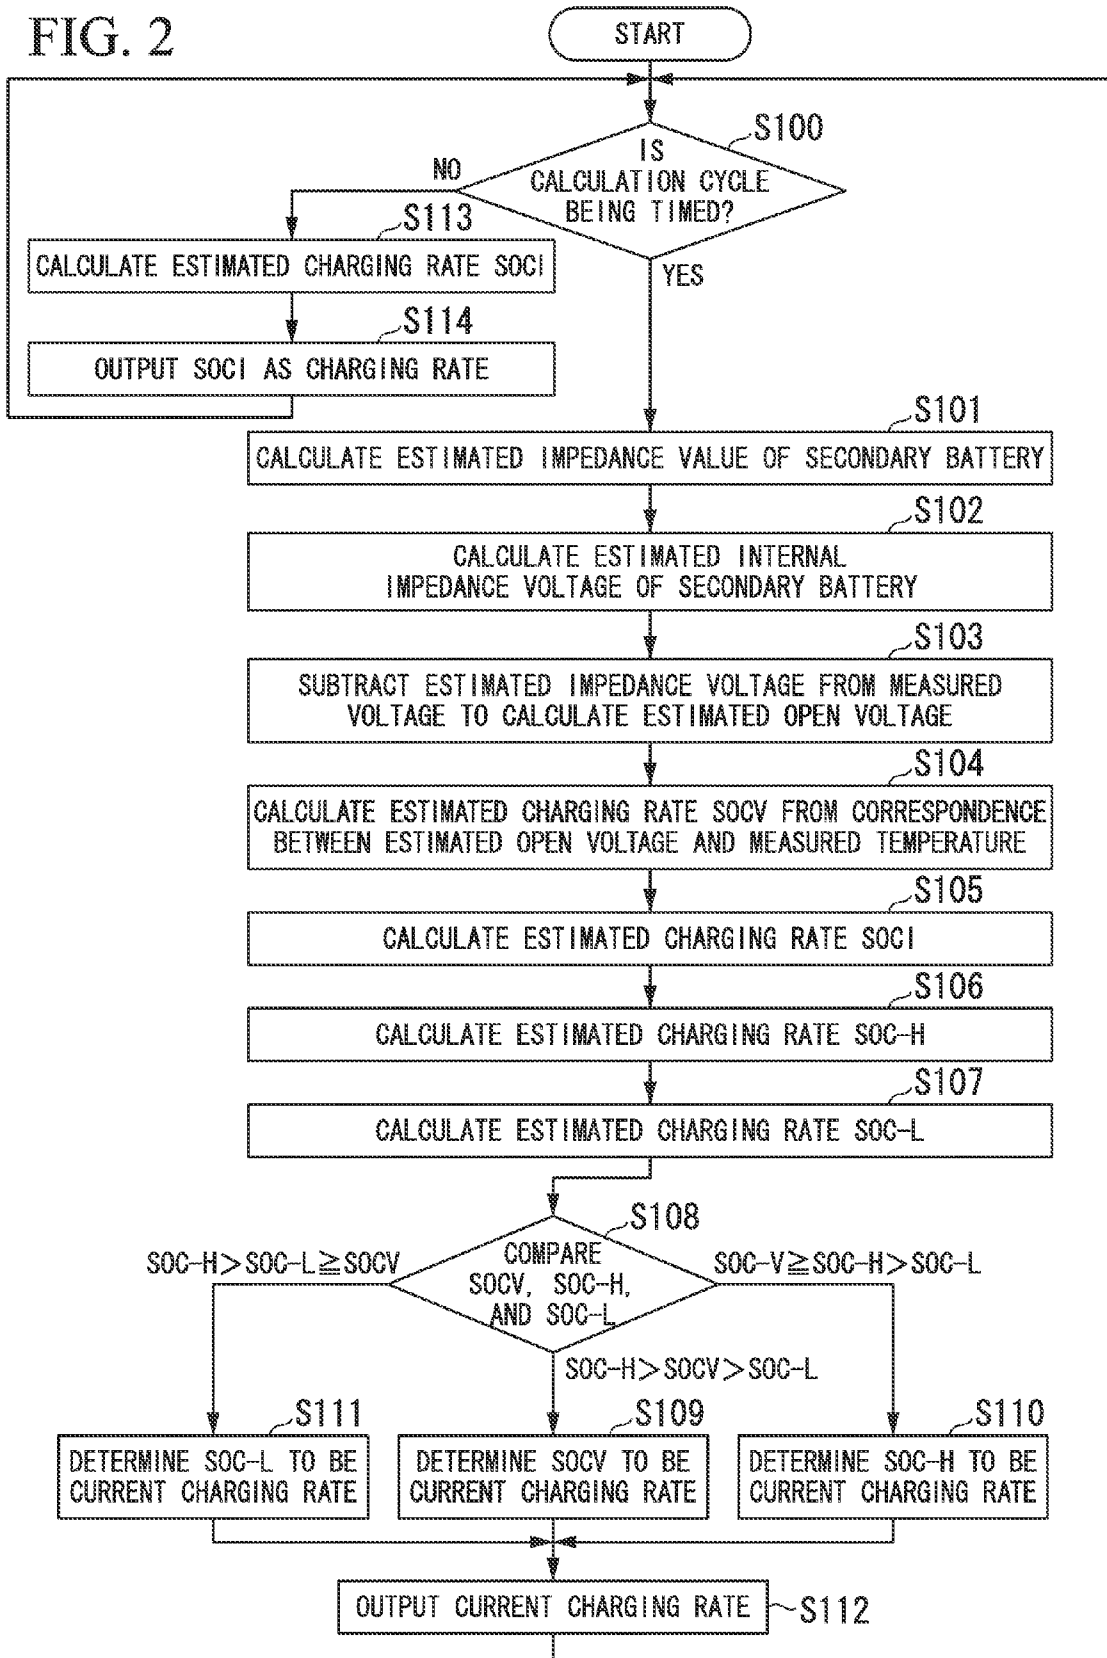 FIG. 2
START
S100
IS
CALCULATION CYCLE
BEING TIMED?
NO
YES
S113
CALCULATE ESTIMATED CHARGING RATE SOCI
S114
OUTPUT SOCI AS CHARGING RATE
S101
CALCULATE ESTIMATED IMPEDANCE VALUE OF SECONDARY BATTERY
S102
CALCULATE ESTIMATED INTERNAL
IMPEDANCE VOLTAGE OF SECONDARY BATTERY
S103
SUBTRACT ESTIMATED IMPEDANCE VOLTAGE FROM MEASURED
VOLTAGE TO CALCULATE ESTIMATED OPEN VOLTAGE
S104
CALCULATE ESTIMATED CHARGING RATE SOCV FROM CORRESPONDENCE
BETWEEN ESTIMATED OPEN VOLTAGE AND MEASURED TEMPERATURE
S105
CALCULATE ESTIMATED CHARGING RATE SOCI
S106
CALCULATE ESTIMATED CHARGING RATE SOC-H
S107
CALCULATE ESTIMATED CHARGING RATE SOC-L
S108
COMPARE
SOCV, SOC-H,
AND SOC-L
SOC-H>SOC-L≧SOCV
SOC-V≧SOC-H>SOC-L
SOC-H>SOCV>SOC-L
S111
DETERMINE SOC-L TO BE
CURRENT CHARGING RATE
S109
DETERMINE SOCV TO BE
CURRENT CHARGING RATE
S110
DETERMINE SOC-H TO BE
CURRENT CHARGING RATE
OUTPUT CURRENT CHARGING RATE
S112